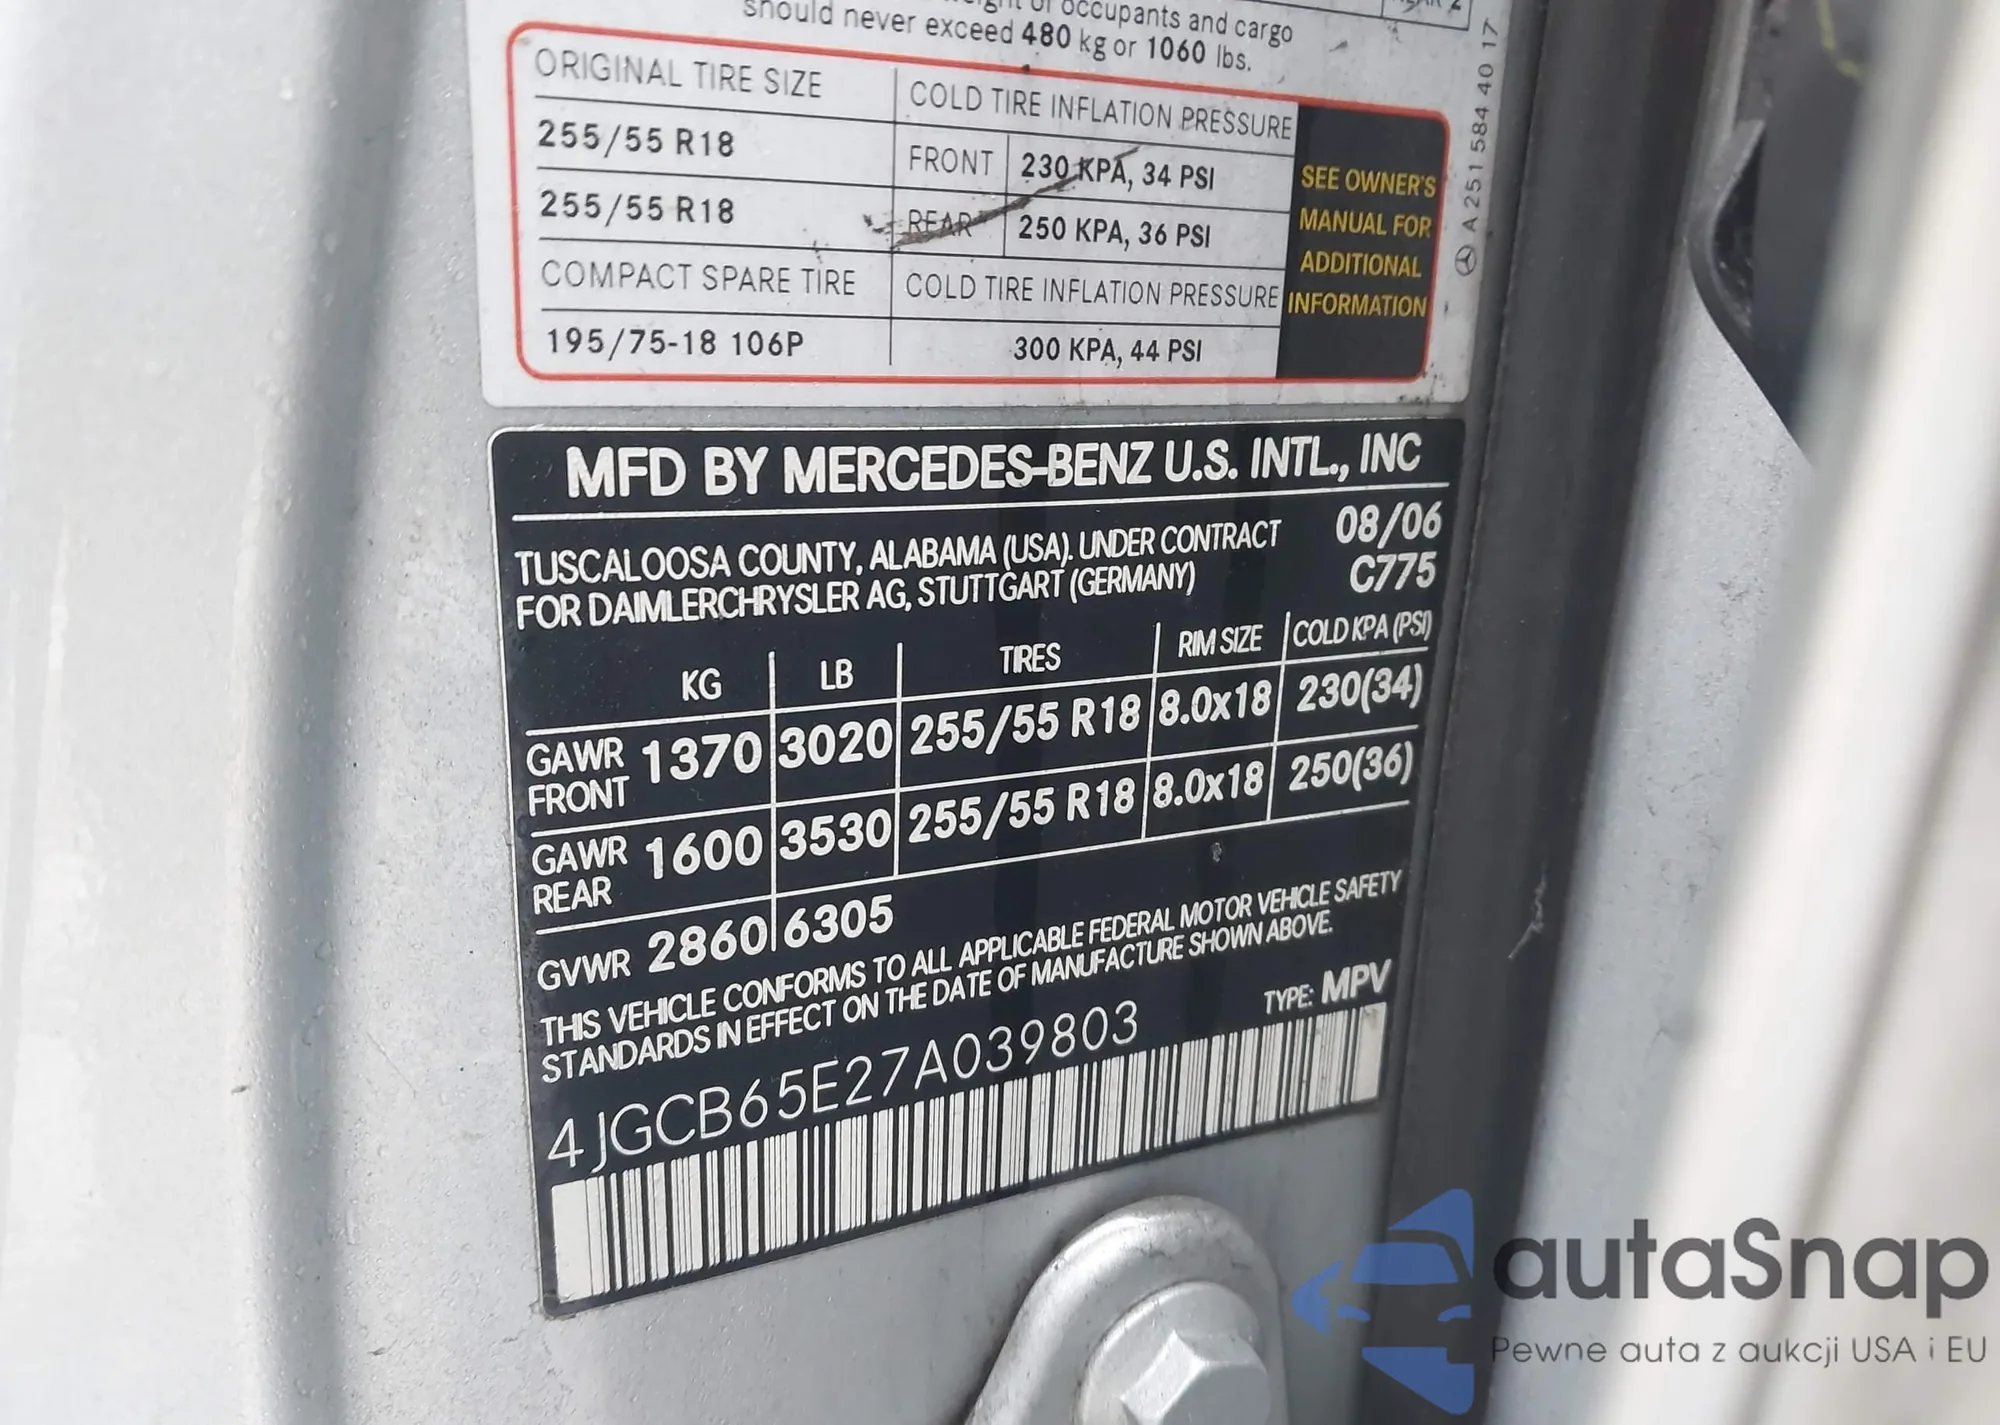 of occupants and cargo
should never exceed 480 kg or 1060 lbs.
ORIGINAL TIRE SIZE COLD TIRE INFLATION PRESSURE
255/55 R18 FRONT 230 KPA, 34 PSI
255/55 R18 REAR 250 KPA, 36 PSI
COMPACT SPARE TIRE COLD TIRE INFLATION PRESSURE
195/75-18 106P 300 KPA, 44 PSI
SEE OWNER'S
MANUAL FOR
ADDITIONAL
INFORMATION
A 251 584 40 17
MFD BY MERCEDES-BENZ U.S. INTL., INC
TUSCALOOSA COUNTY, ALABAMA (USA). UNDER CONTRACT 08/06
FOR DAIMLERCHRYSLER AG, STUTTGART (GERMANY) C775
KG LB TIRES RIM SIZE COLD KPA (PSI)
GAWR FRONT 1370 3020 255/55 R18 8.0x18 230(34)
GAWR REAR 1600 3530 255/55 R18 8.0x18 250(36)
GVWR 2860 6305
THIS VEHICLE CONFORMS TO ALL APPLICABLE FEDERAL MOTOR VEHICLE SAFETY
STANDARDS IN EFFECT ON THE DATE OF MANUFACTURE SHOWN ABOVE.
4JGCB65E27A039803 TYPE: MPV
autaSnap
Pewne auta z aukcji USA i EU